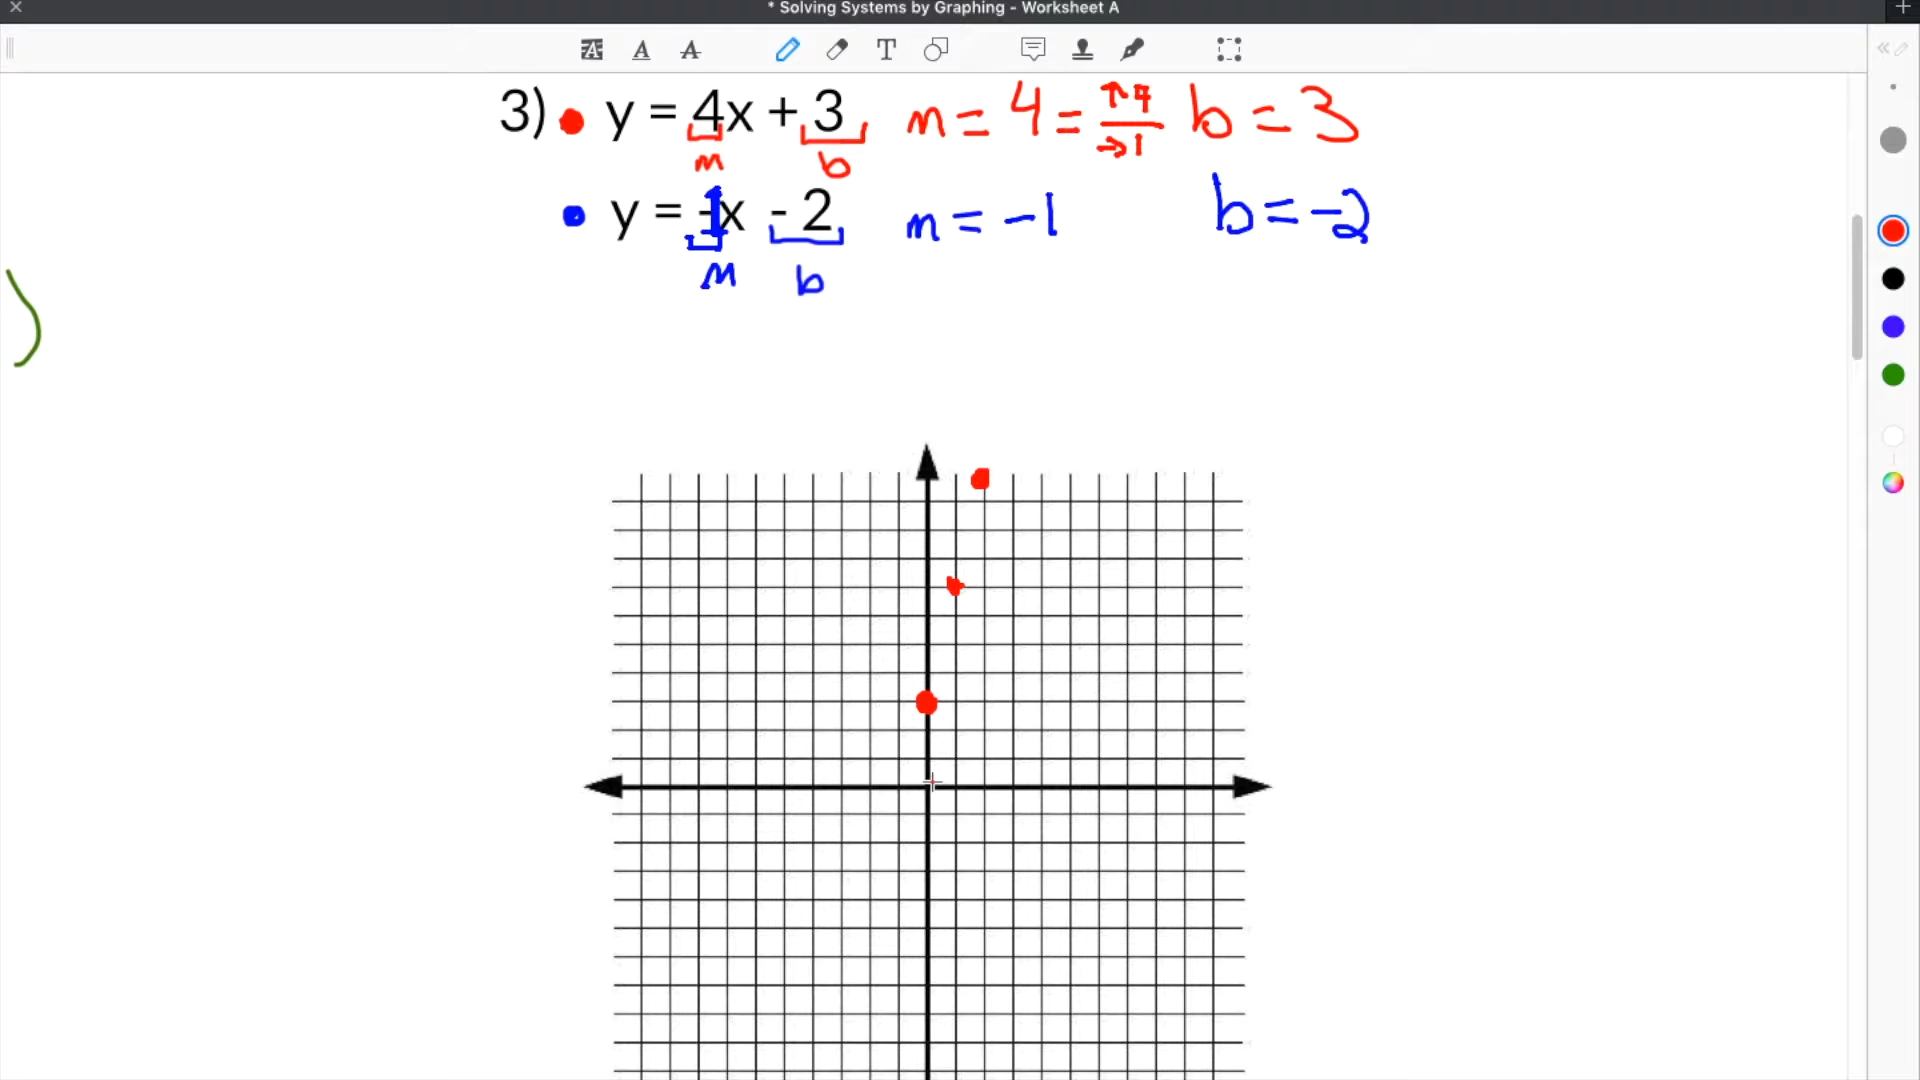 * Solving Systems by Graphing - Worksheet A
3) y = 4x + 3 m = 4 = ↑4/→1 b = 3
m b
y = -1x - 2 m = -1 b = -2
m b